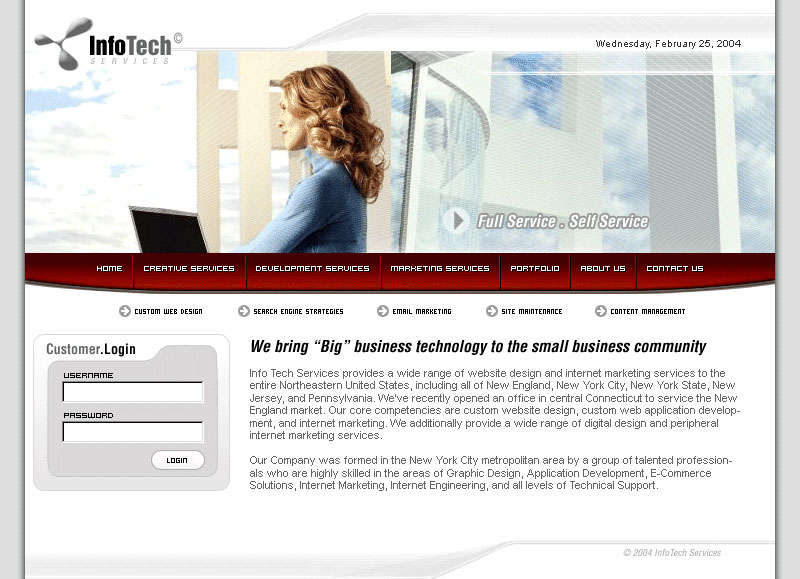 InfoTech©
SERVICES
Wednesday, February 25, 2004
Full Service . Self Service
HOME CREATIVE SERVICES DEVELOPMENT SERVICES MARKETING SERVICES PORTFOLIO ABOUT US CONTACT US
CUSTOM WEB DESIGN SEARCH ENGINE STRATEGIES EMAIL MARKETING SITE MAINTENANCE CONTENT MANAGEMENT
Customer.Login
USERNAME
PASSWORD
LOGIN
We bring “Big” business technology to the small business community
Info Tech Services provides a wide range of website design and internet marketing services to the
entire Northeastern United States, including all of New England, New York City, New York State, New
Jersey, and Pennsylvania. We've recently opened an office in central Connecticut to service the New
England market. Our core competencies are custom website design, custom web application develop-
ment, and internet marketing. We additionally provide a wide range of digital design and peripheral
internet marketing services.
Our Company was formed in the New York City metropolitan area by a group of talented profession-
als who are highly skilled in the areas of Graphic Design, Application Development, E-Commerce
Solutions, Internet Marketing, Internet Engineering, and all levels of Technical Support.
© 2004 InfoTech Services